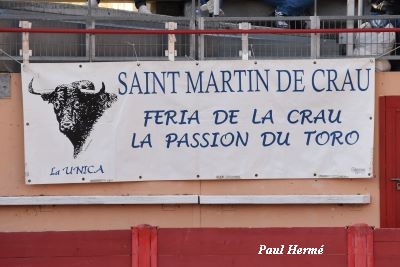 SAINT MARTIN DE CRAU
FERIA DE LA CRAU
LA PASSION DU TORO
La UNICA
Paul Hermé